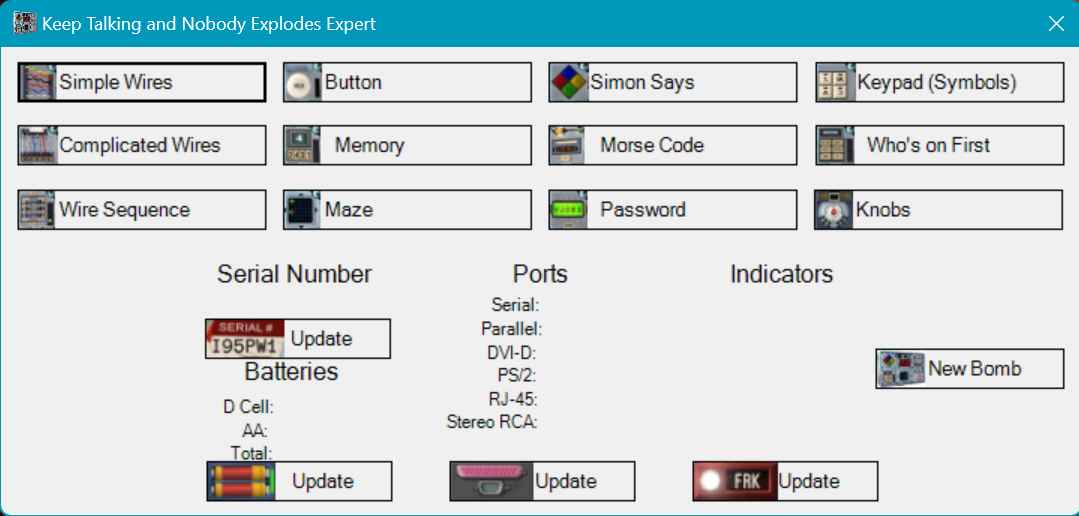 Keep Talking and Nobody Explodes Expert
Simple Wires
Button
Simon Says
Keypad (Symbols)
Complicated Wires
Memory
Morse Code
Who's on First
Wire Sequence
Maze
Password
Knobs
Serial Number
Ports
Indicators
Serial:
Parallel:
DVI-D:
PS/2:
RJ-45:
Stereo RCA:
SERIAL #
I95PW1
Update
Batteries
D Cell:
AA:
Total:
New Bomb
Update
Update
FRK
Update